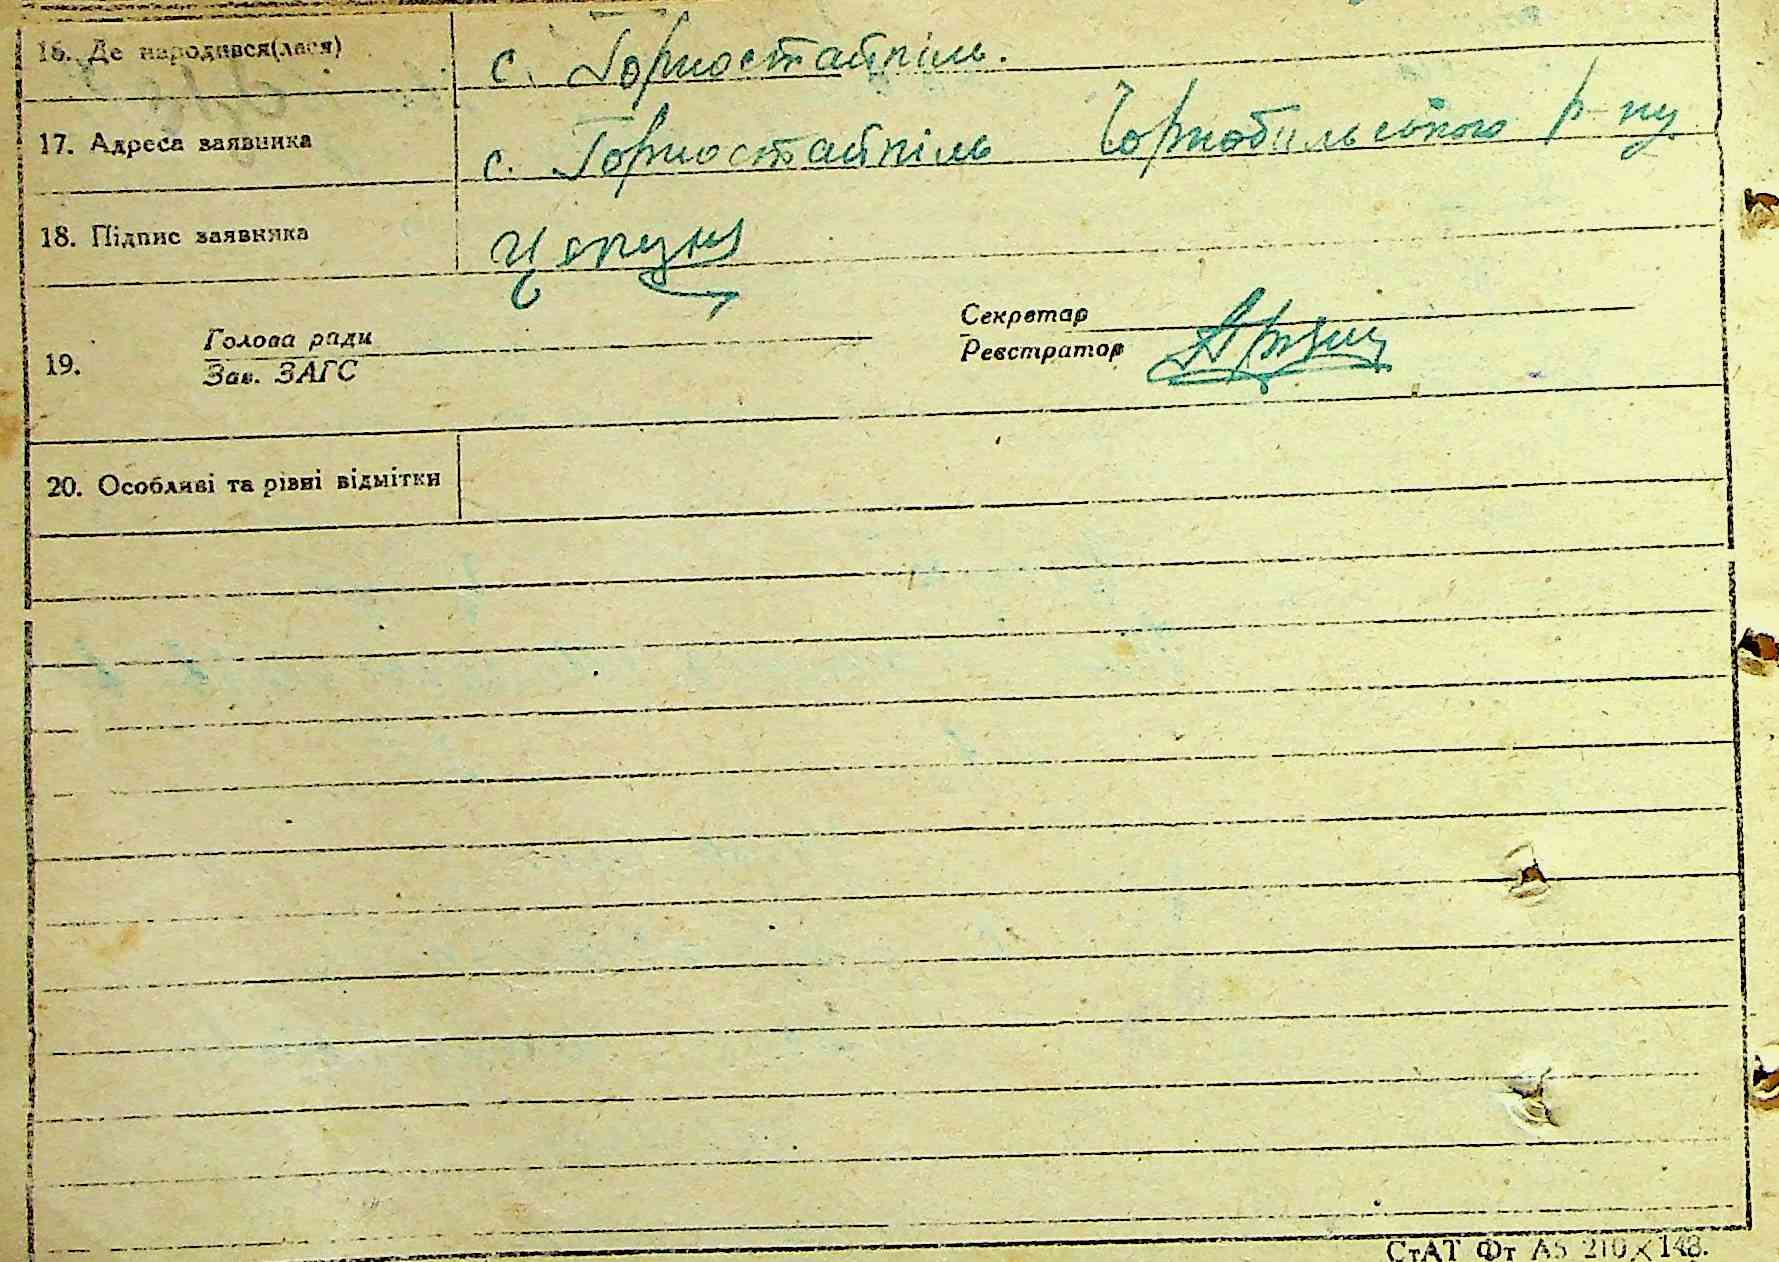 16. Де народився(лася) с. Горностайпіль.
17. Адреса заявника с. Горностайпіль Чорнобильського р-ну
18. Підпис заявника
Секретар
Голова ради
19.
Реєстратор
Зав. ЗАГС
20. Особливі та різні відмітки
СтАТ Фт А5 210×148.